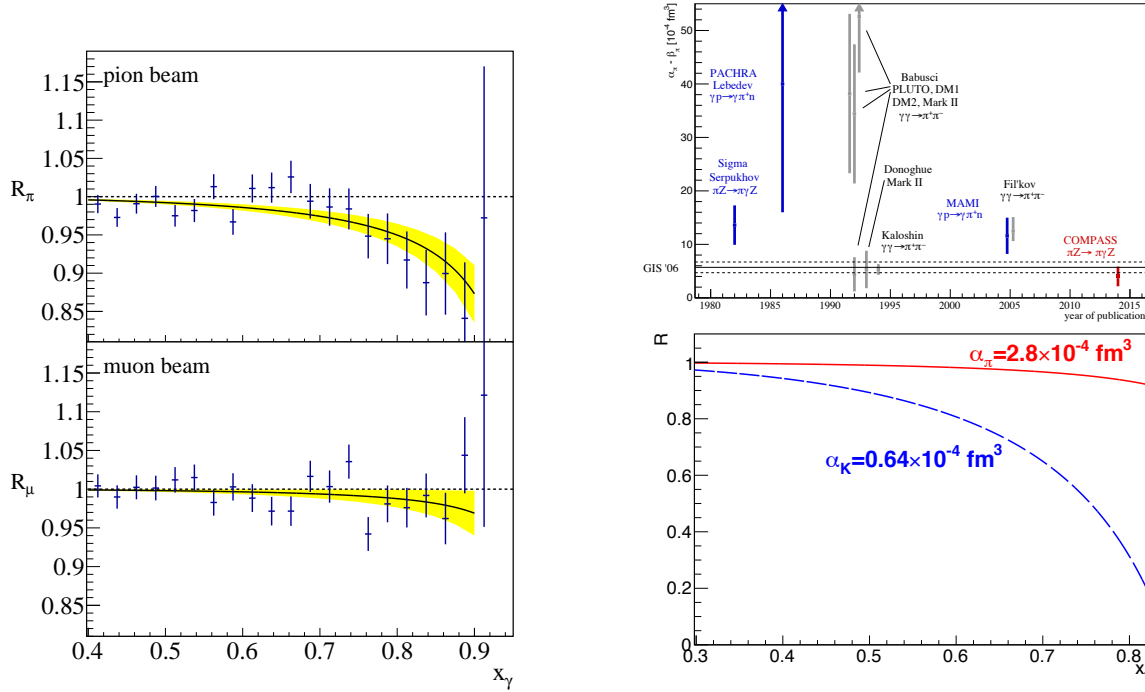 pion beam
1.15
1.1
1.05
R_π
1
0.95
0.9
0.85
muon beam
1.15
1.1
1.05
R_μ
1
0.95
0.9
0.85
0.4
0.5
0.6
0.7
0.8
0.9
x_γ
α_π - β_π [10⁻⁴ fm³]
50
40
30
20
10
0
GIS '06
PACHRA
Lebedev
γp→γπ⁺n
Sigma
Serpukhov
πZ→πγZ
Babusci
PLUTO, DM1
DM2, Mark II
γγ→π⁺π⁻
Donoghue
Mark II
Kaloshin
γγ→π⁺π⁻
MAMI
γp→γπ⁺n
Fil'kov
γγ→π⁺π⁻
COMPASS
πZ→ πγZ
1980
1985
1990
1995
2000
2005
2010
2015
year of publication
R
1
0.8
0.6
0.4
0.2
0
α_π=2.8×10⁻⁴ fm³
α_K=0.64×10⁻⁴ fm³
0.3
0.4
0.5
0.6
0.7
0.8